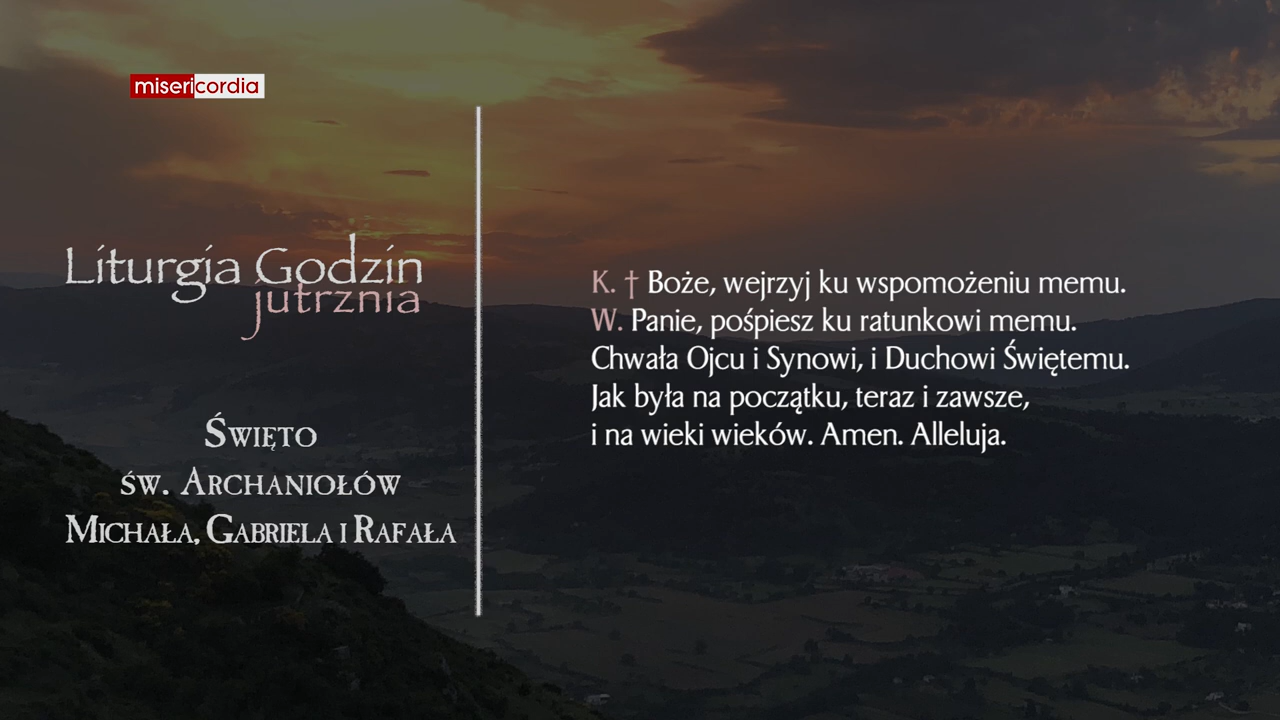 misericordia
Liturgia Godzin
jutrznia
Święto
św. Archaniołów
Michała, Gabriela i Rafała
K. † Boże, wejrzyj ku wspomożeniu memu.
W. Panie, pośpiesz ku ratunkowi memu.
Chwała Ojcu i Synowi, i Duchowi Świętemu.
Jak była na początku, teraz i zawsze,
i na wieki wieków. Amen. Alleluja.